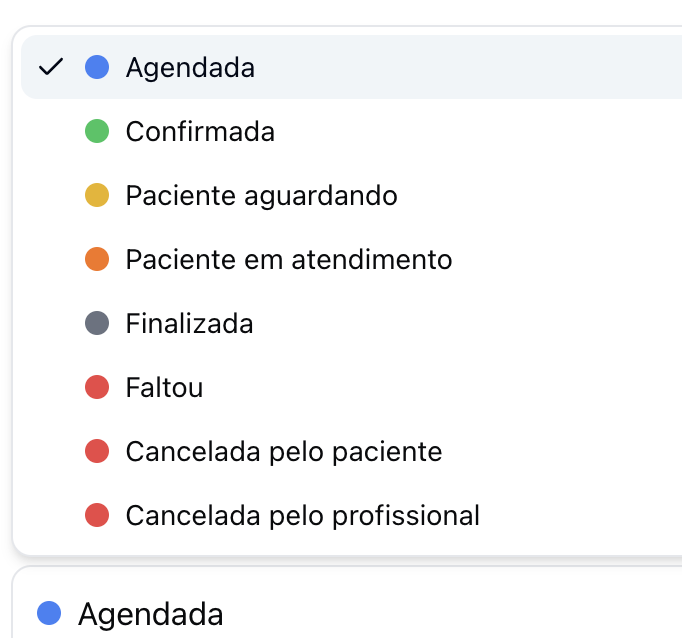 Agendada
Confirmada
Paciente aguardando
Paciente em atendimento
Finalizada
Faltou
Cancelada pelo paciente
Cancelada pelo profissional
Agendada